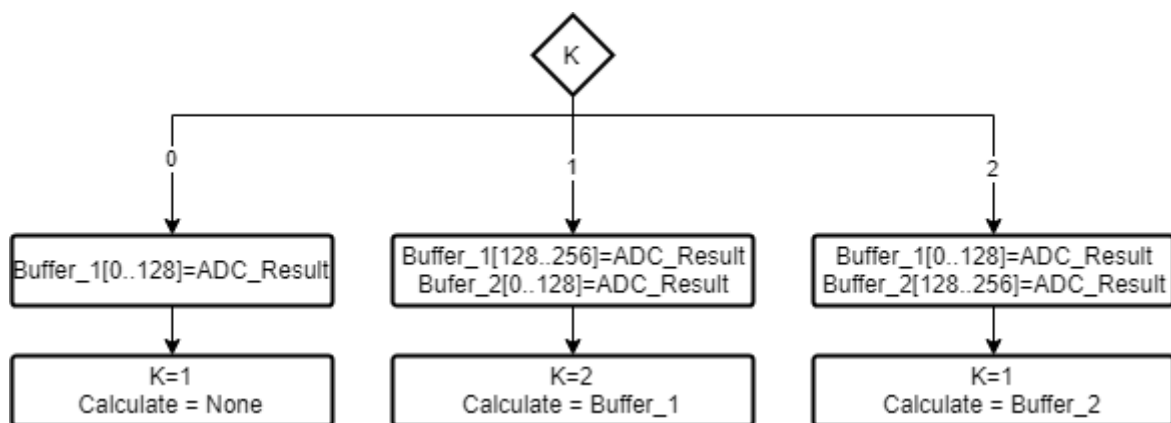 K
0
1
2
Buffer_1[0..128]=ADC_Result
Buffer_1[128..256]=ADC_Result
Bufer_2[0..128]=ADC_Result
Buffer_1[0..128]=ADC_Result
Buffer_2[128..256]=ADC_Result
K=1
Calculate = None
K=2
Calculate = Buffer_1
K=1
Calculate = Buffer_2